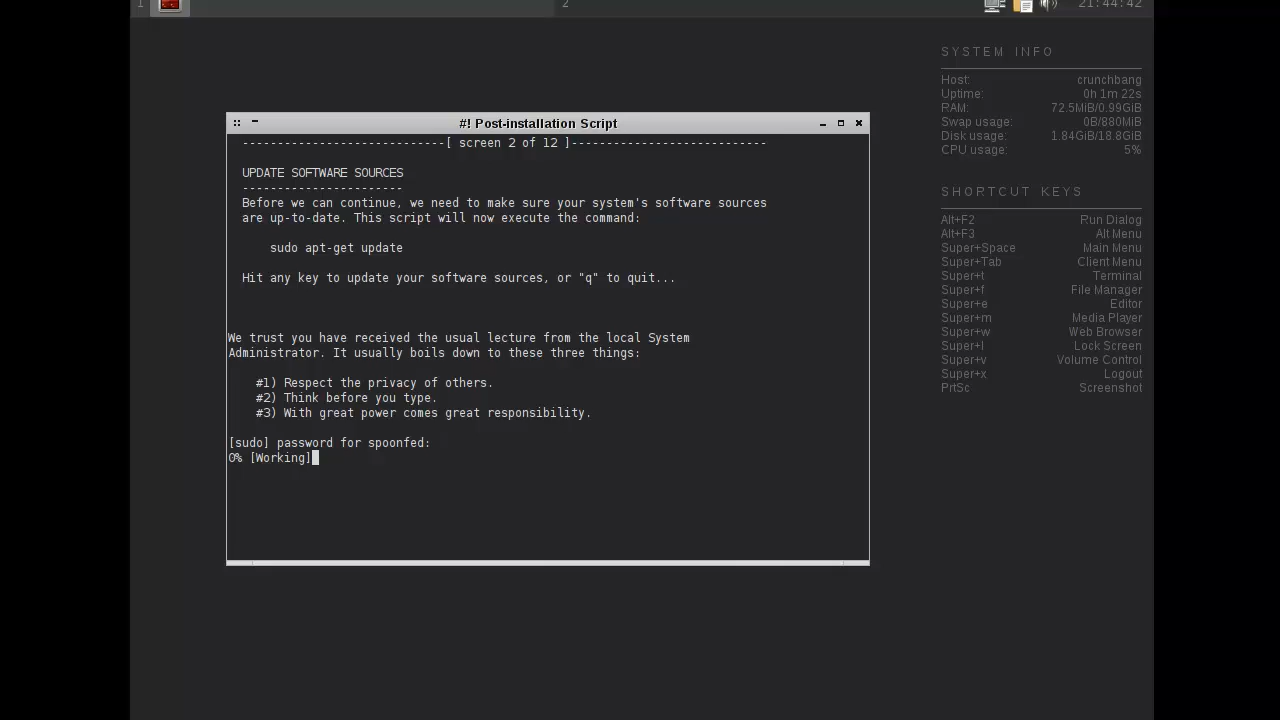 1
2
21:44:42
SYSTEM INFO
Host: crunchbang
Uptime: 0h 1m 22s
RAM: 72.5MiB/0.99GiB
Swap usage: 0B/880MiB
Disk usage: 1.84GiB/18.8GiB
CPU usage: 5%
SHORTCUT KEYS
Alt+F2 Run Dialog
Alt+F3 Alt Menu
Super+Space Main Menu
Super+Tab Client Menu
Super+t Terminal
Super+f File Manager
Super+e Editor
Super+m Media Player
Super+w Web Browser
Super+l Lock Screen
Super+v Volume Control
Super+x Logout
PrtSc Screenshot
#! Post-installation Script
-----------------------------[ screen 2 of 12 ]----------------------------
UPDATE SOFTWARE SOURCES
-----------------------
Before we can continue, we need to make sure your system's software sources
are up-to-date. This script will now execute the command:
sudo apt-get update
Hit any key to update your software sources, or "q" to quit...
We trust you have received the usual lecture from the local System
Administrator. It usually boils down to these three things:
#1) Respect the privacy of others.
#2) Think before you type.
#3) With great power comes great responsibility.
[sudo] password for spoonfed:
0% [Working]